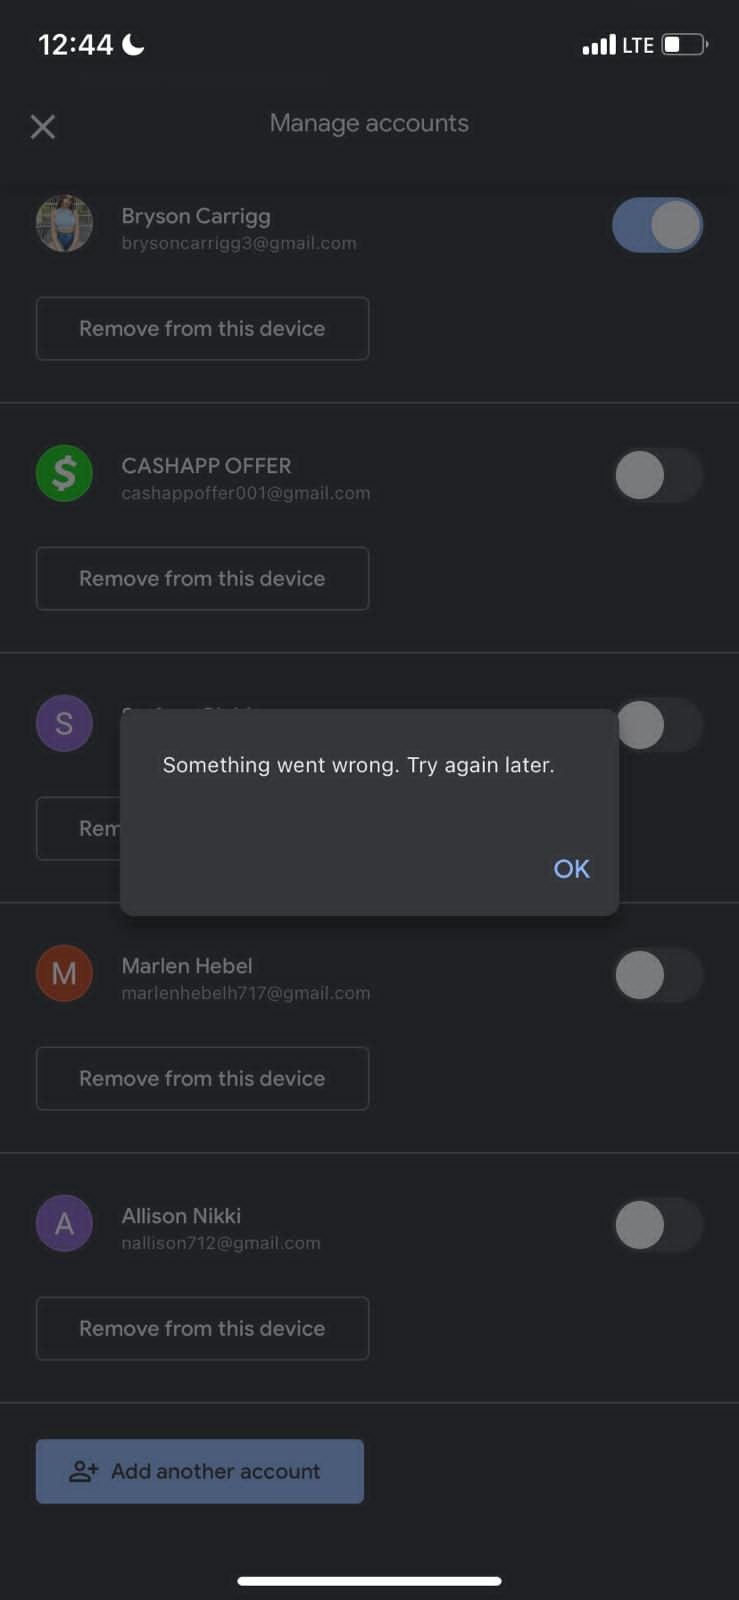 12:44
LTE
Manage accounts
Bryson Carrigg
brysoncarrigg3@gmail.com
Remove from this device
$
CASHAPP OFFER
cashappoffer001@gmail.com
Remove from this device
S
Something went wrong. Try again later.
Rem
OK
M
Marlen Hebel
marlenhebelh717@gmail.com
Remove from this device
A
Allison Nikki
nallison712@gmail.com
Remove from this device
Add another account